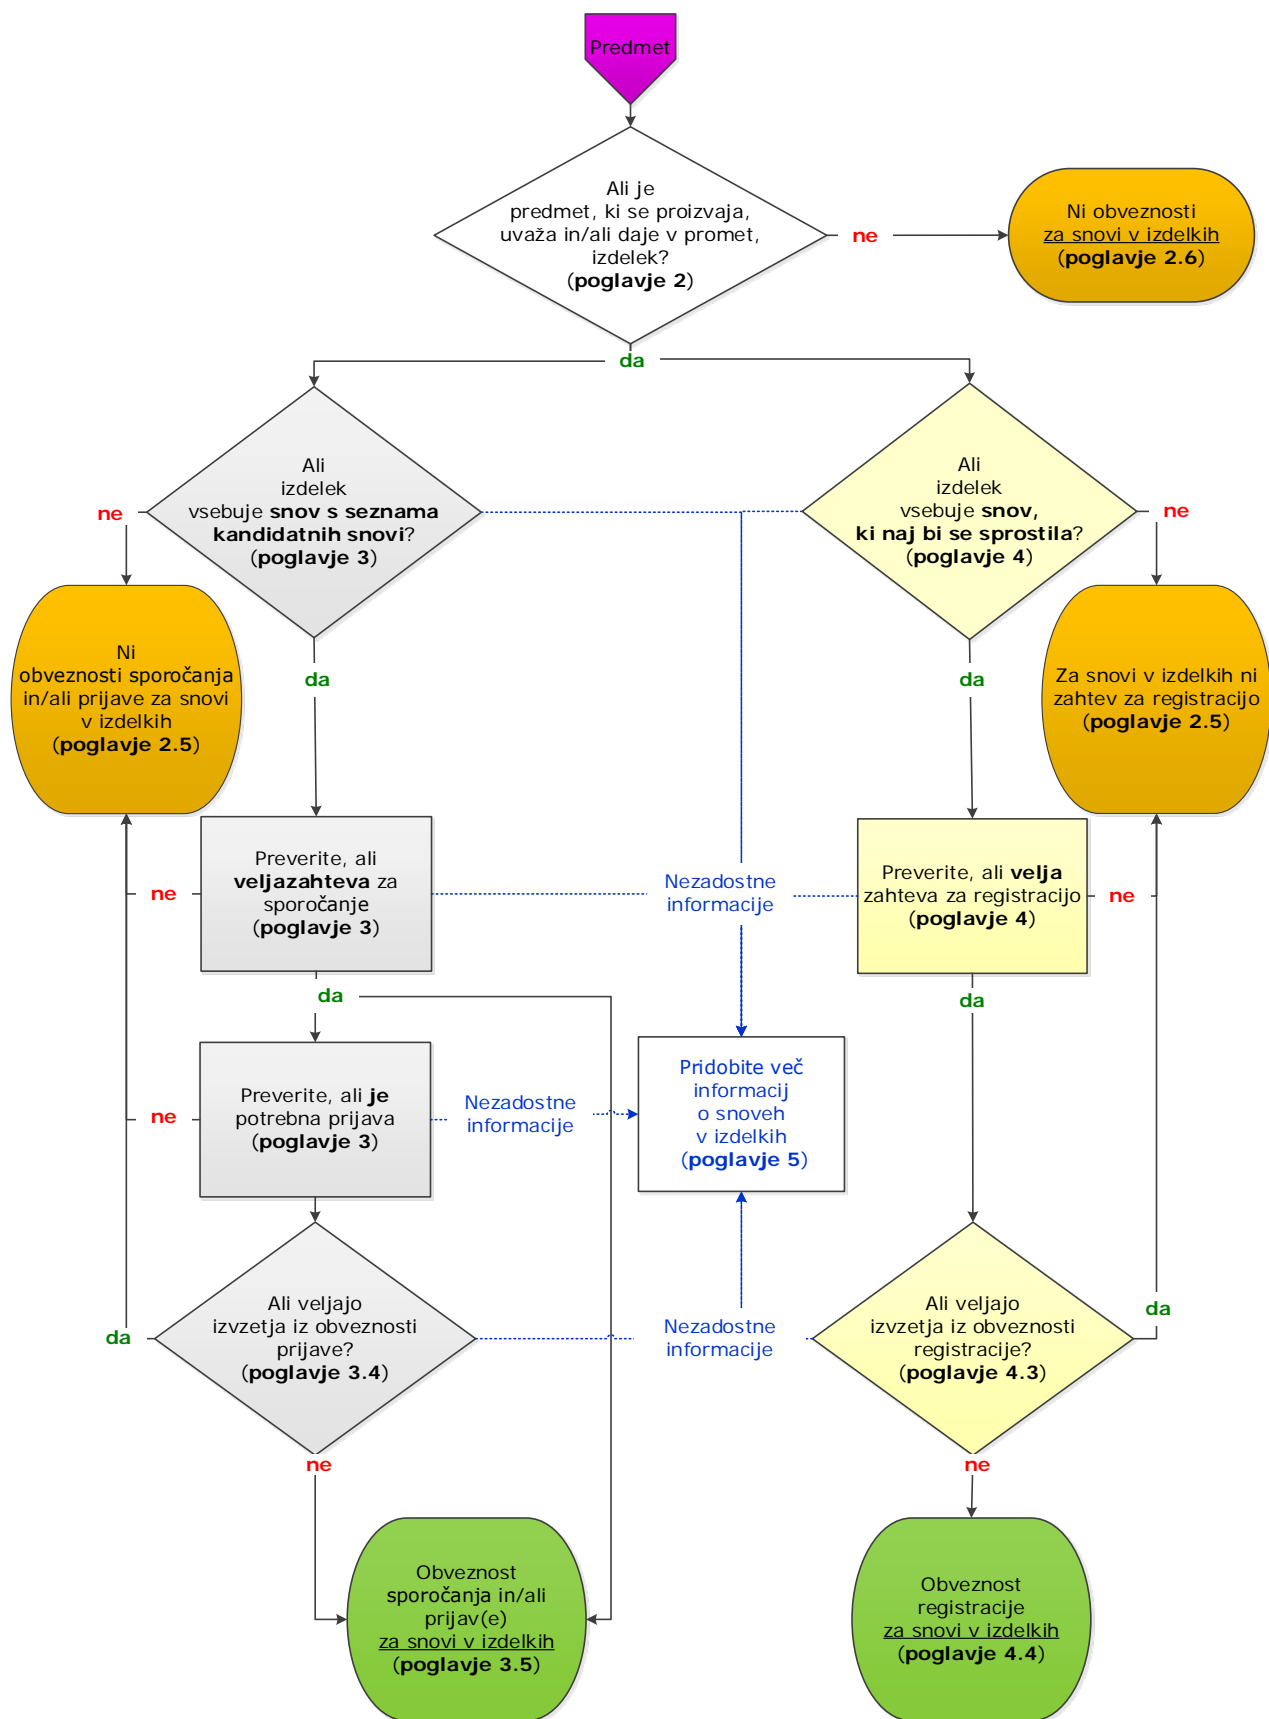 Predmet
Ali je
predmet, ki se proizvaja,
uvaža in/ali daje v promet,
izdelek?
(poglavje 2)
ne
Ni obveznosti
za snovi v izdelkih
(poglavje 2.6)
da
Ali
izdelek
vsebuje snov s seznama
kandidatnih snovi?
(poglavje 3)
ne
Ali
izdelek
vsebuje snov,
ki naj bi se sprostila?
(poglavje 4)
ne
Ni
obveznosti sporočanja
in/ali prijave za snovi
v izdelkih
(poglavje 2.5)
da
da
Za snovi v izdelkih ni
zahtev za registracijo
(poglavje 2.5)
Preverite, ali
veljazahteva za
sporočanje
(poglavje 3)
ne
Nezadostne
informacije
Preverite, ali velja
zahteva za registracijo
(poglavje 4)
ne
da
da
Preverite, ali je
potrebna prijava
(poglavje 3)
ne
Nezadostne
informacije
Pridobite več
informacij
o snoveh
v izdelkih
(poglavje 5)
Ali veljajo
izvzetja iz obveznosti
prijave?
(poglavje 3.4)
da
Nezadostne
informacije
Ali veljajo
izvzetja iz obveznosti
registracije?
(poglavje 4.3)
da
ne
ne
Obveznost
sporočanja in/ali
prijav(e)
za snovi v izdelkih
(poglavje 3.5)
Obveznost
registracije
za snovi v izdelkih
(poglavje 4.4)